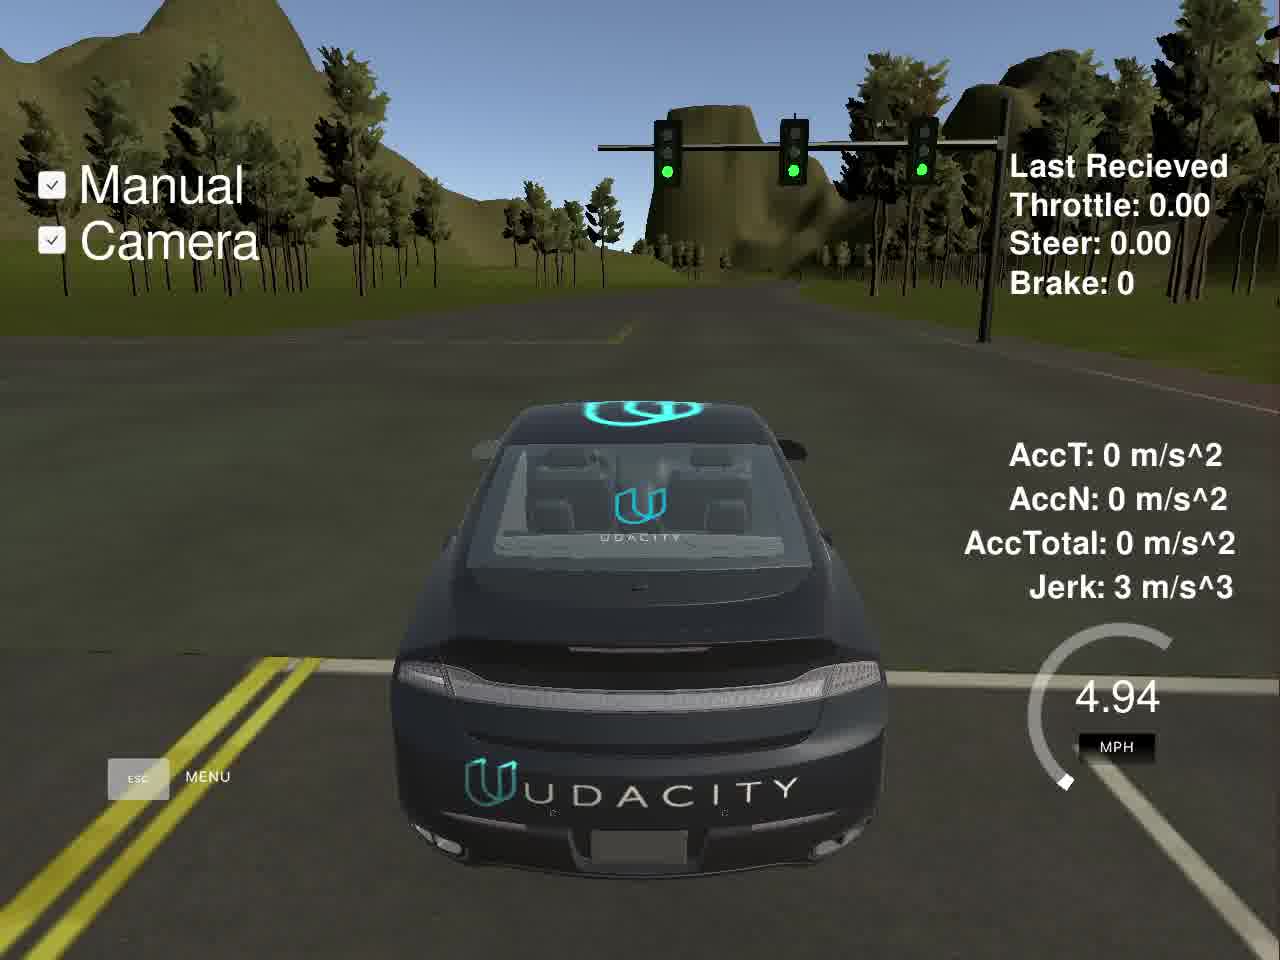 Manual
Camera
Last Recieved
Throttle: 0.00
Steer: 0.00
Brake: 0
AccT: 0 m/s^2
AccN: 0 m/s^2
AccTotal: 0 m/s^2
Jerk: 3 m/s^3
UDACITY
4.94
MPH
ESC MENU
UDACITY